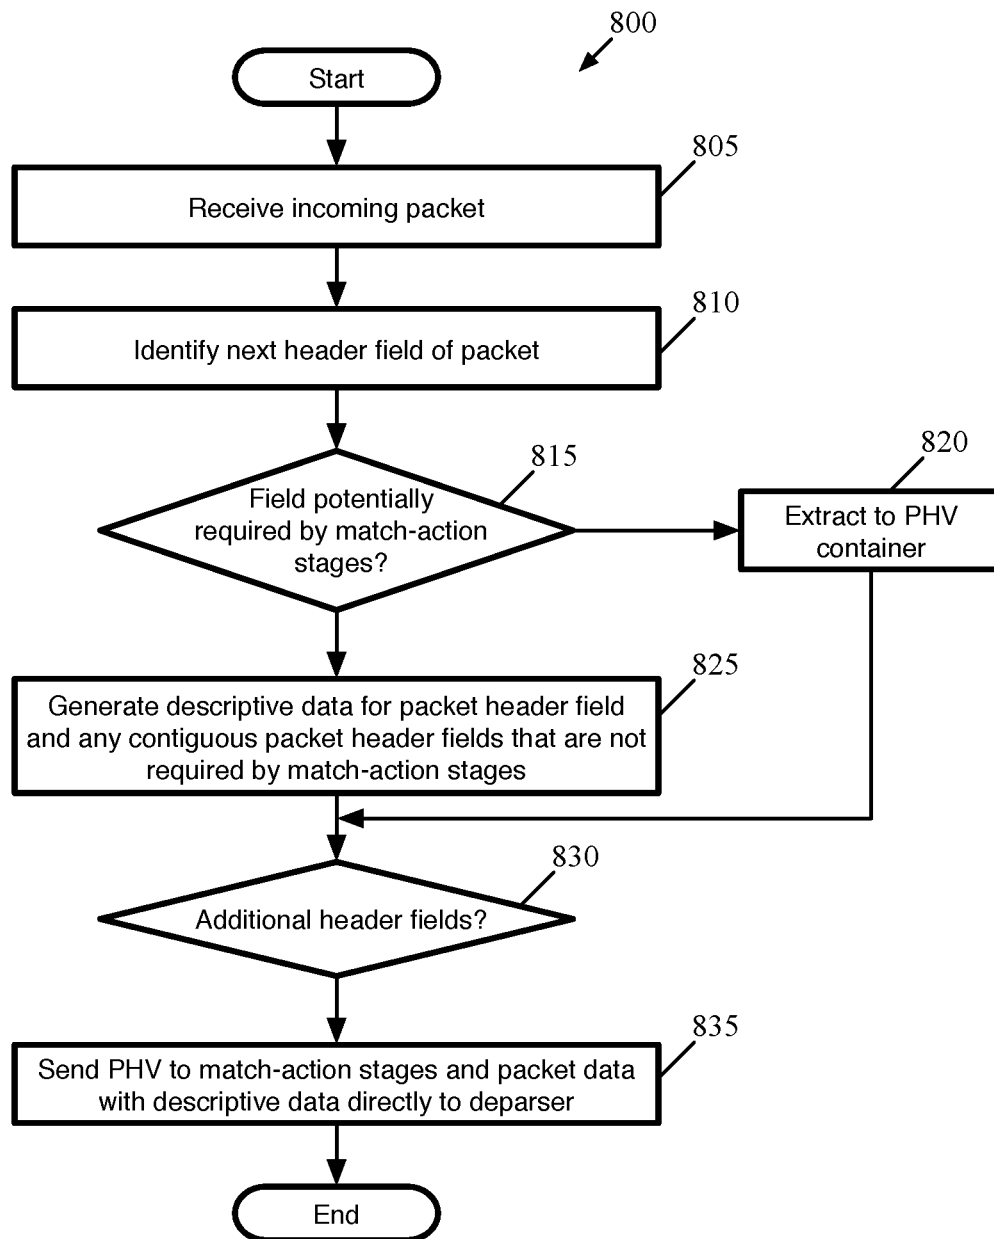 800
Start
805
Receive incoming packet
810
Identify next header field of packet
815
Field potentially
required by match-action
stages?
820
Extract to PHV
container
825
Generate descriptive data for packet header field
and any contiguous packet header fields that are not
required by match-action stages
830
Additional header fields?
835
Send PHV to match-action stages and packet data
with descriptive data directly to deparser
End